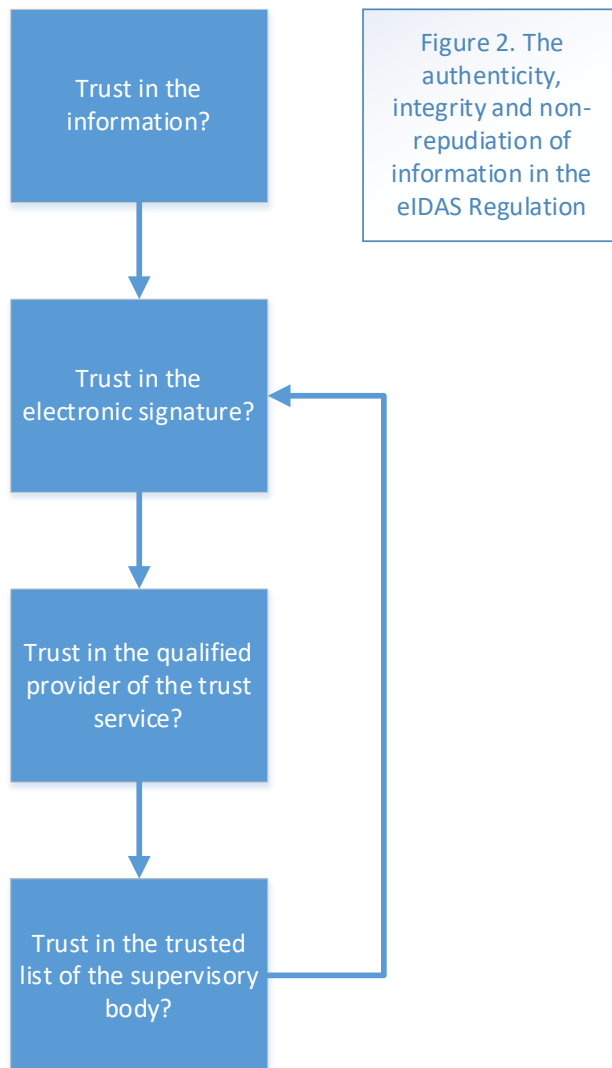 Trust in the
information?
Figure 2. The
authenticity,
integrity and non-
repudiation of
information in the
eIDAS Regulation
Trust in the
electronic signature?
Trust in the qualified
provider of the trust
service?
Trust in the trusted
list of the supervisory
body?